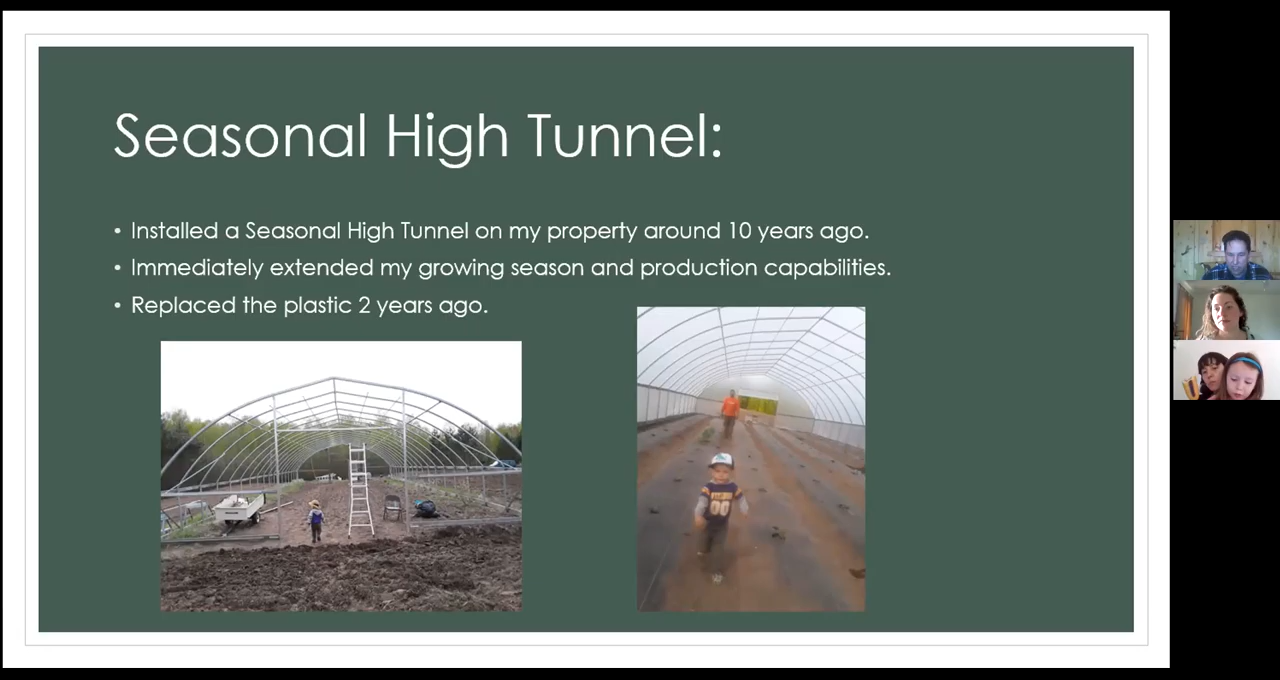 Seasonal High Tunnel:
• Installed a Seasonal High Tunnel on my property around 10 years ago.
• Immediately extended my growing season and production capabilities.
• Replaced the plastic 2 years ago.
00